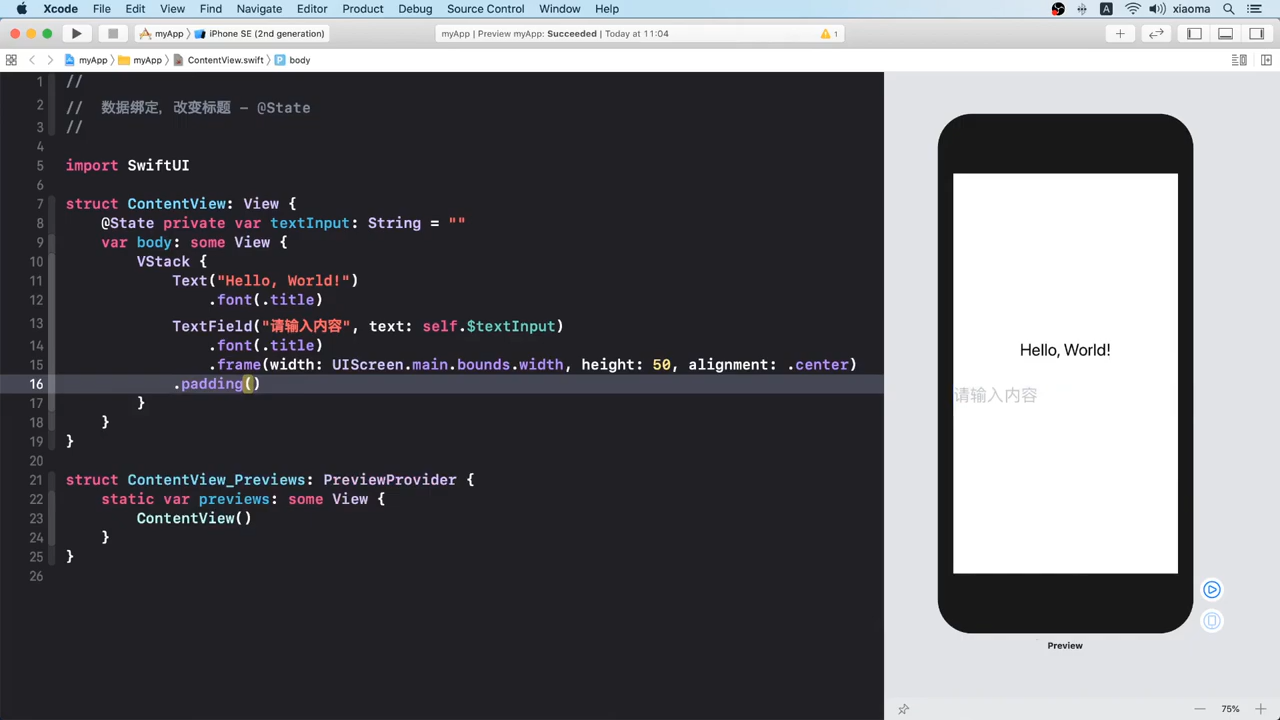 Xcode File Edit View Find Navigate Editor Product Debug Source Control Window Help A xiaoma
myApp iPhone SE (2nd generation) myApp | Preview myApp: Succeeded | Today at 11:04 1
myApp myApp ContentView.swift P body
1 //
2 // 数据绑定，改变标题 - @State
3 //
4
5 import SwiftUI
6
7 struct ContentView: View {
8 @State private var textInput: String = ""
9 var body: some View {
10 VStack {
11 Text("Hello, World!")
12 .font(.title)
13 TextField("请输入内容", text: self.$textInput)
14 .font(.title)
15 .frame(width: UIScreen.main.bounds.width, height: 50, alignment: .center)
16 .padding()
17 }
18 }
19 }
20
21 struct ContentView_Previews: PreviewProvider {
22 static var previews: some View {
23 ContentView()
24 }
25 }
26
Hello, World!
请输入内容
Preview
75%